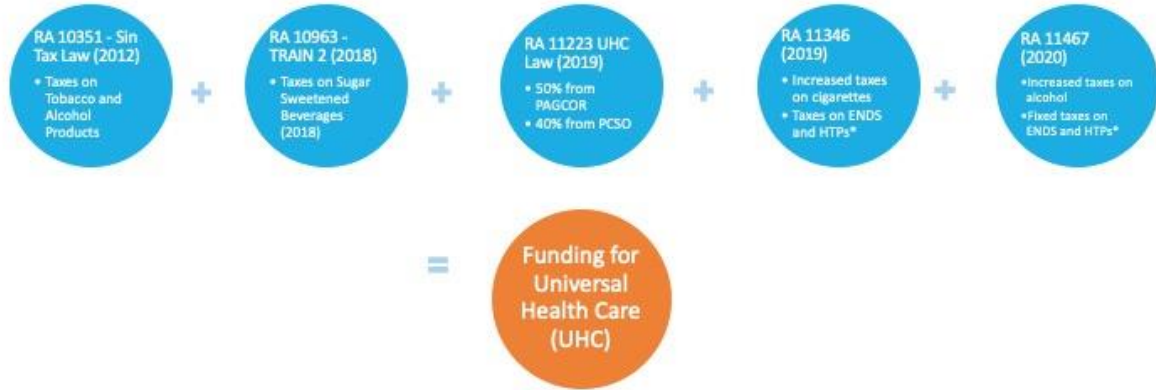 RA 10351 - Sin
Tax Law (2012)
• Taxes on
Tobacco and
Alcohol
Products
+
RA 10963 -
TRAIN 2 (2018)
• Taxes on Sugar
Sweetened
Beverages
(2018)
+
RA 11223 UHC
Law (2019)
• 50% from
PAGCOR
• 40% from PCSO
+
RA 11346
(2019)
• Increased taxes
on cigarettes
• Taxes on ENDS
and HTPs*
+
RA 11467
(2020)
•Increased taxes on
alcohol
•Fixed taxes on
ENDS and HTPs*
=
Funding for
Universal
Health Care
(UHC)